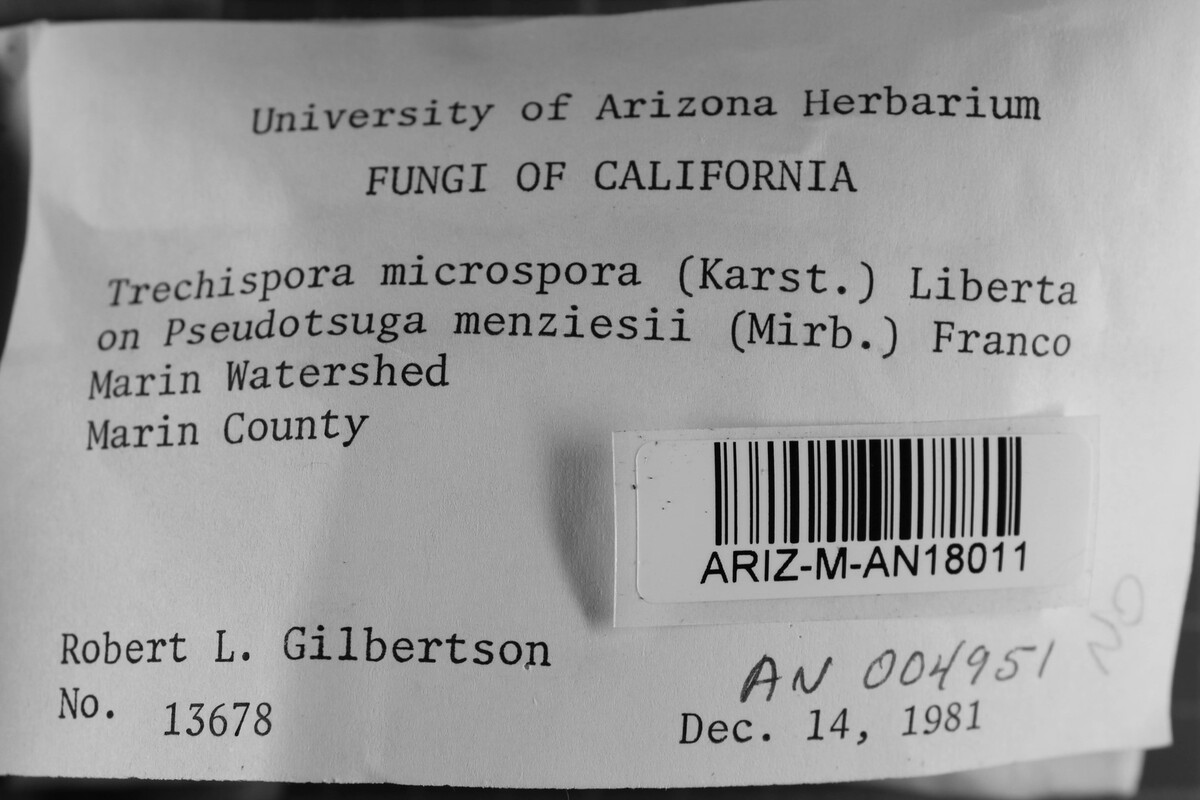 University of Arizona Herbarium
FUNGI OF CALIFORNIA
Trechispora microspora (Karst.) Liberta
on Pseudotsuga menziesii (Mirb.) Franco
Marin Watershed
Marin County
ARIZ-M-AN18011
Robert L. Gilbertson
No. 13678
AN 004951
Dec. 14, 1981